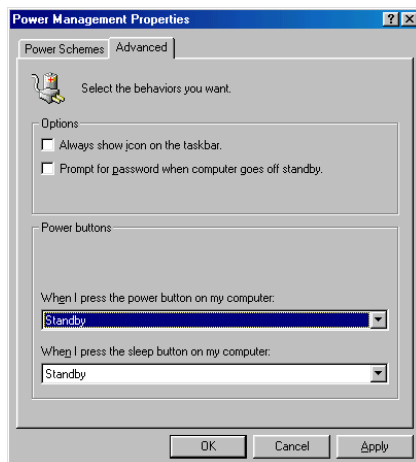 Power Management Properties
Power Schemes Advanced
Select the behaviors you want.
Options
Always show icon on the taskbar.
Prompt for password when computer goes off standby.
Power buttons
When I press the power button on my computer:
Standby
When I press the sleep button on my computer:
Standby
OK Cancel Apply